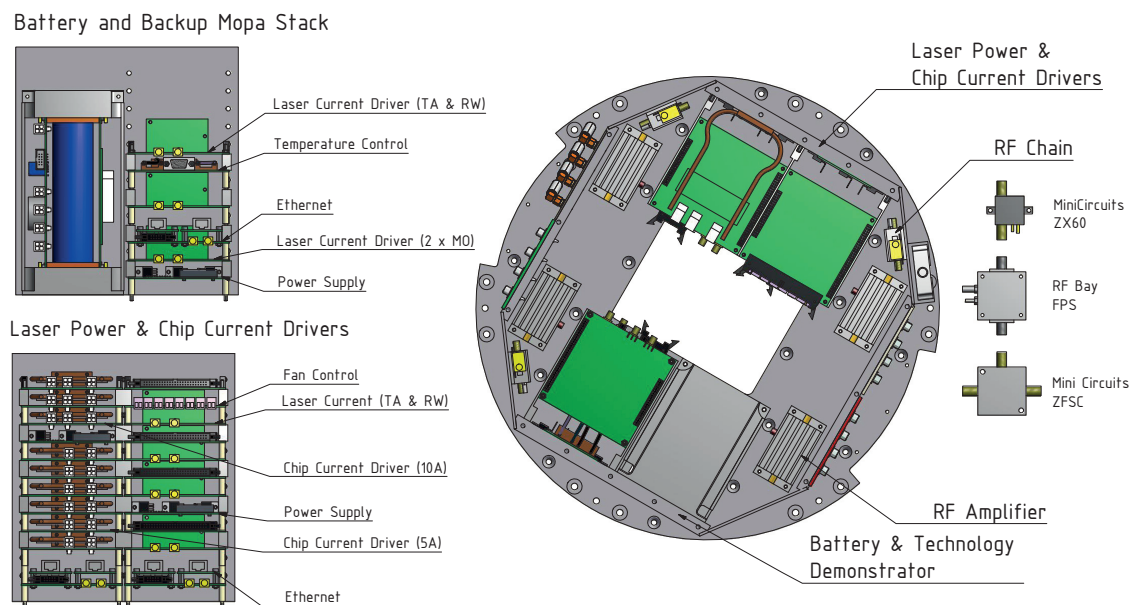 Battery and Backup Mopa Stack
Laser Current Driver (TA & RW)
Temperature Control
Ethernet
Laser Current Driver (2 x MO)
Power Supply
Laser Power & Chip Current Drivers
Fan Control
Laser Current (TA & RW)
Chip Current Driver (10A)
Power Supply
Chip Current Driver (5A)
Ethernet
Laser Power &
Chip Current Drivers
RF Chain
MiniCircuits
ZX60
RF Bay
FPS
Mini Circuits
ZFSC
RF Amplifier
Battery & Technology
Demonstrator